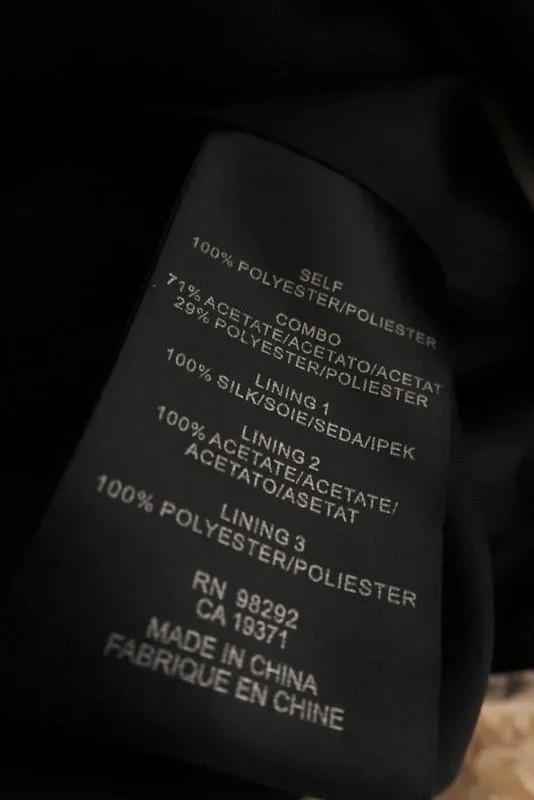 SELF
100% POLYESTER/POLIESTER
COMBO
71% ACETATE/ACETATO/ACETAT
29% POLYESTER/POLIESTER
LINING 1
100% SILK/SOIE/SEDA/IPEK
LINING 2
100% ACETATE/ACETATE/
ACETATO/ASETAT
LINING 3
100% POLYESTER/POLIESTER
RN 98292
CA 19371
MADE IN CHINA
FABRIQUE EN CHINE